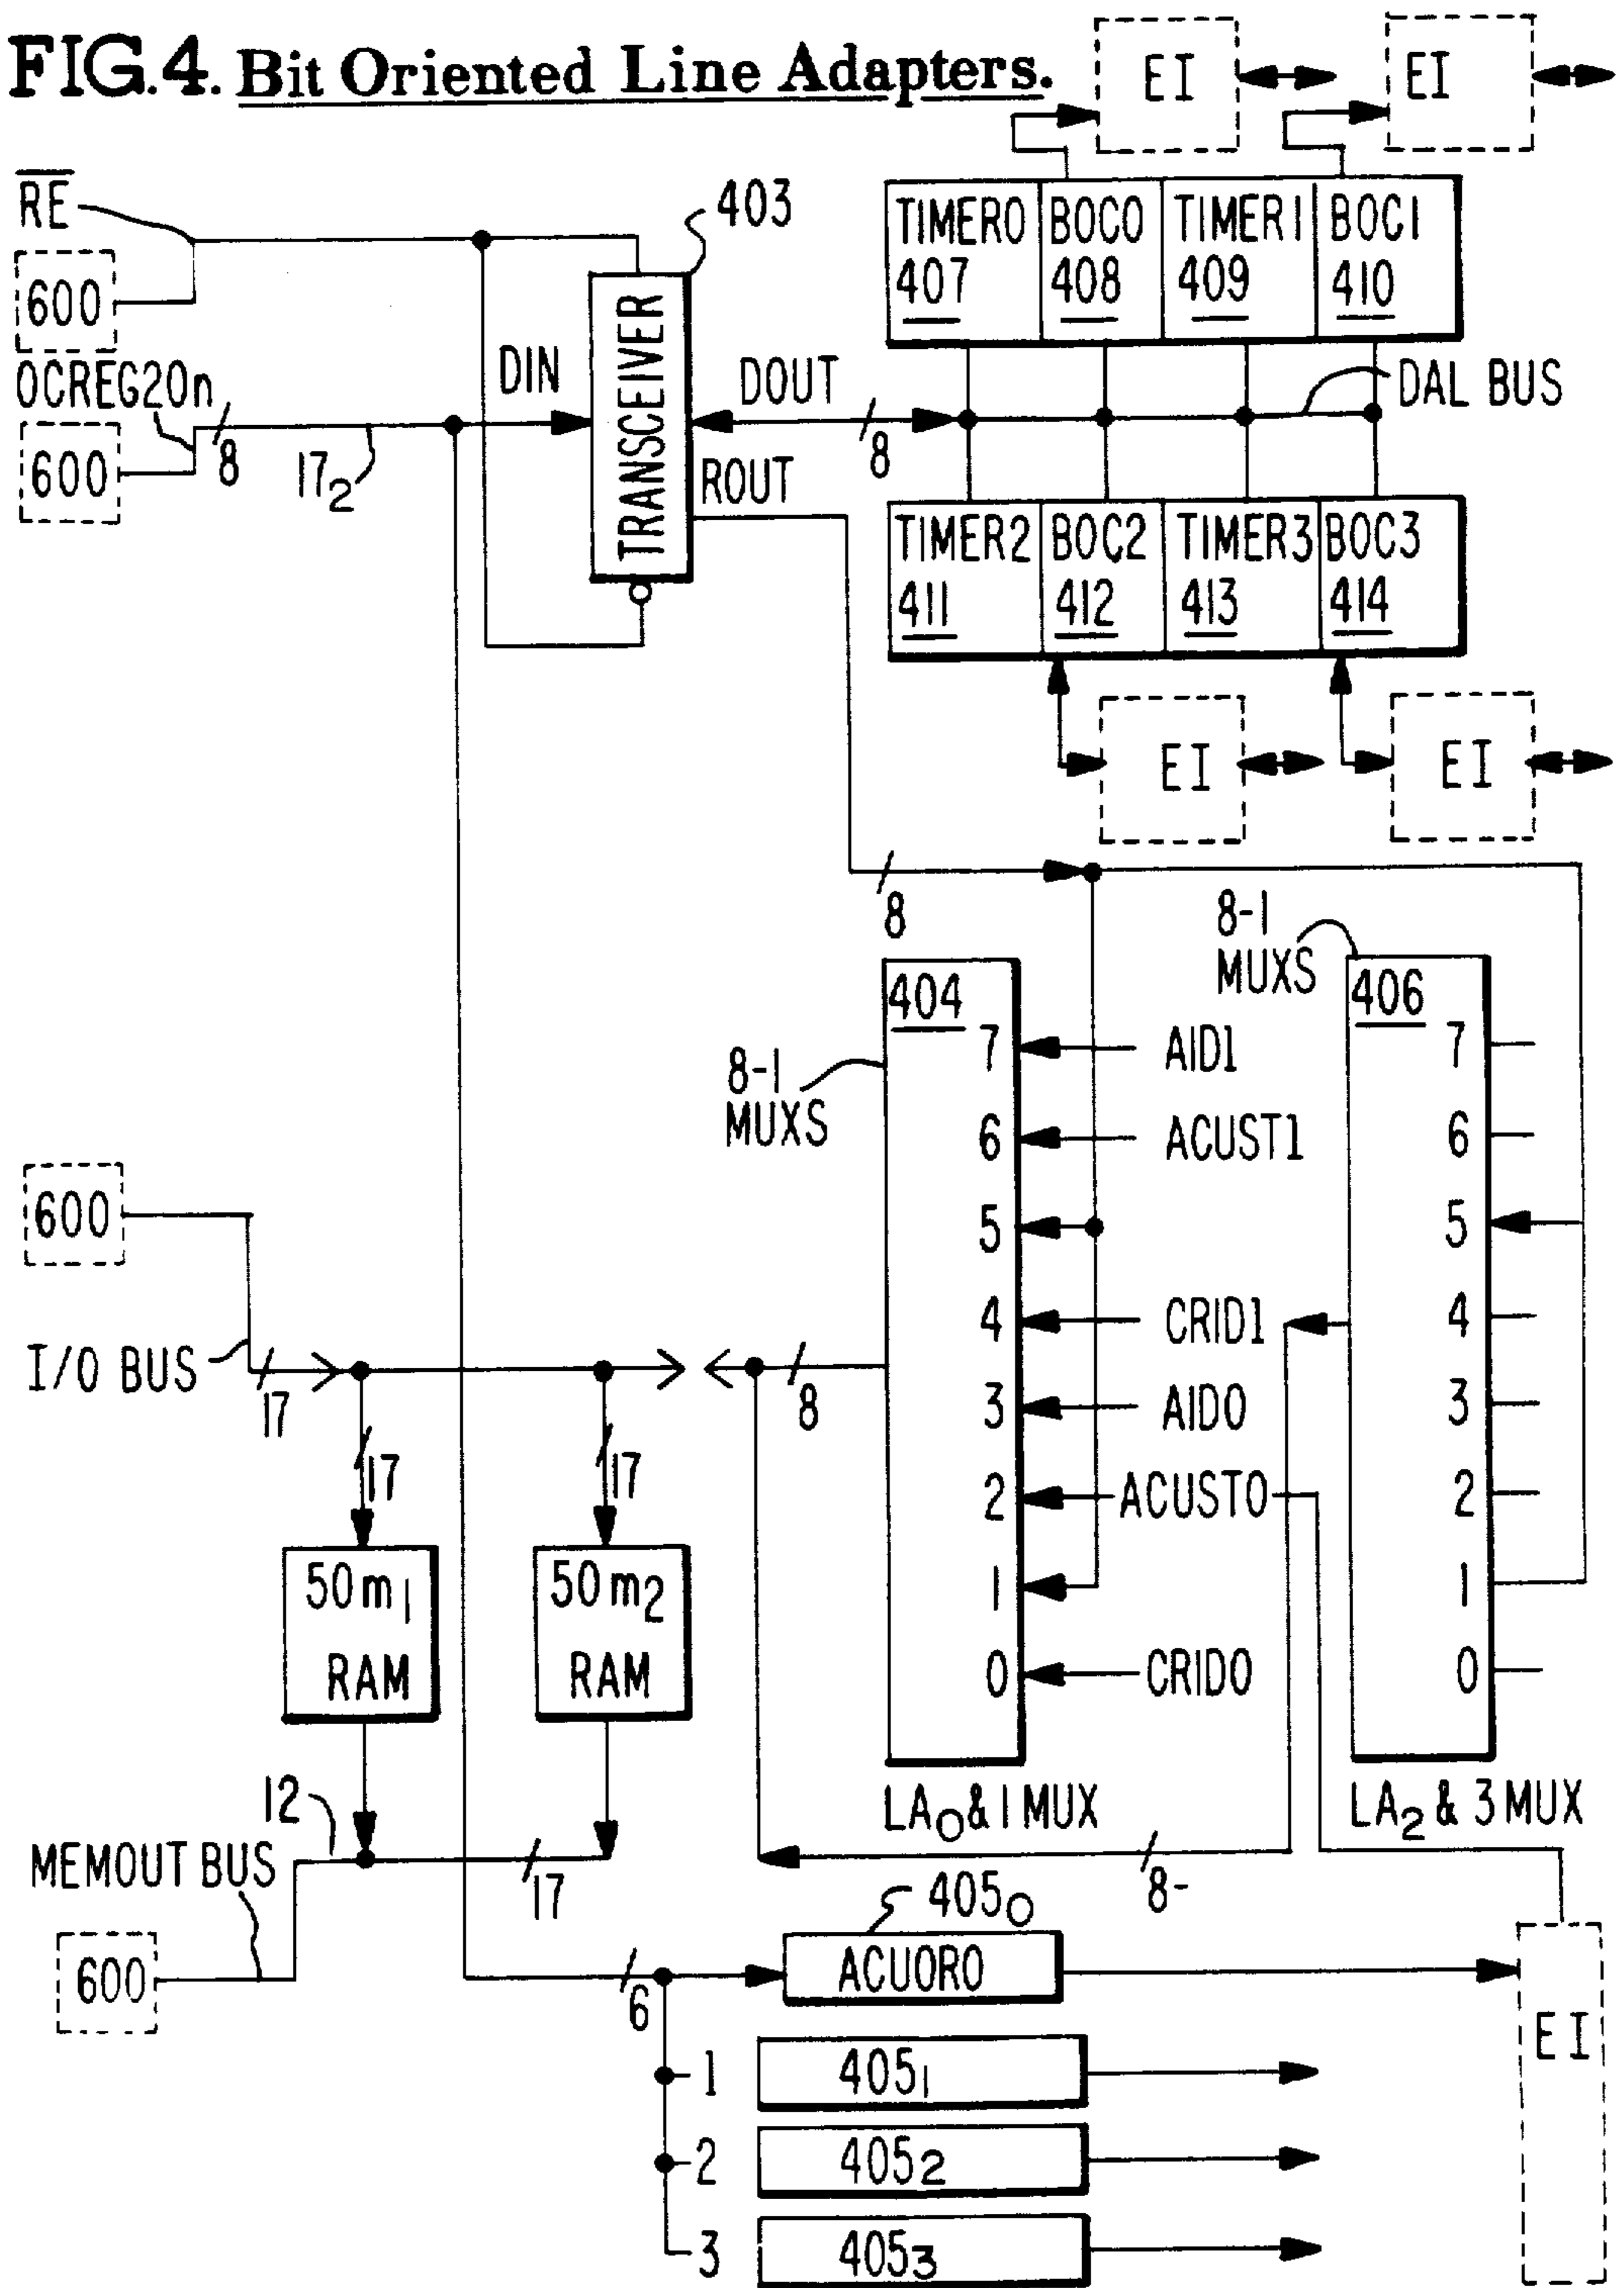 FIG.4. Bit Oriented Line Adapters.
EI
EI
RE
600
OCREG20n
600
8
17₂
DIN
TRANSCEIVER
403
DOUT
8
ROUT
TIMER0
407
BOC0
408
TIMER1
409
BOC1
410
DAL BUS
TIMER2
411
BOC2
412
TIMER3
413
BOC3
414
EI
EI
8
8-1
MUXS
404
7
6
5
4
3
2
1
0
AID1
ACUST1
CRID1
AID0
ACUST0
CRID0
LA₀ & 1 MUX
8-1
MUXS
406
7
6
5
4
3
2
1
0
LA₂ & 3 MUX
600
I/O BUS
17
8
17
17
50m₁
RAM
50m₂
RAM
12
MEMOUT BUS
17
600
8-
405₀
6
ACUORO
EI
1
405₁
2
405₂
3
405₃